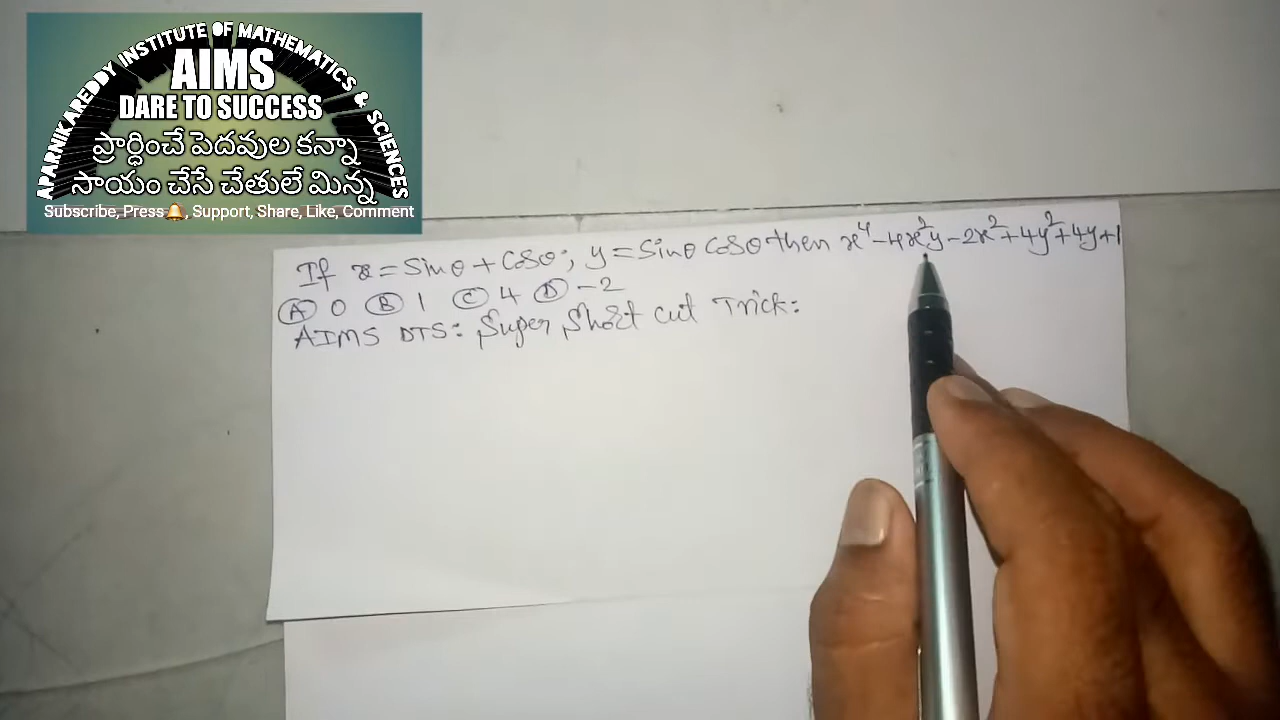 APARNIKAREDDY INSTITUTE OF MATHEMATICS & SCIENCES
AIMS
DARE TO SUCCESS
ప్రార్ధించే పెదవుల కన్నా
సాయం చేసే చేతులే మిన్న
Subscribe, Press🔔, Support, Share, Like, Comment
If x = Sinθ + Cosθ; y = Sinθ Cosθ then x⁴ - 4x²y - 2x² + 4y² + 4y + 1
Ⓐ 0 Ⓑ 1 Ⓒ 4 Ⓓ -2
AIMS DTS: Super Short cut Trick: